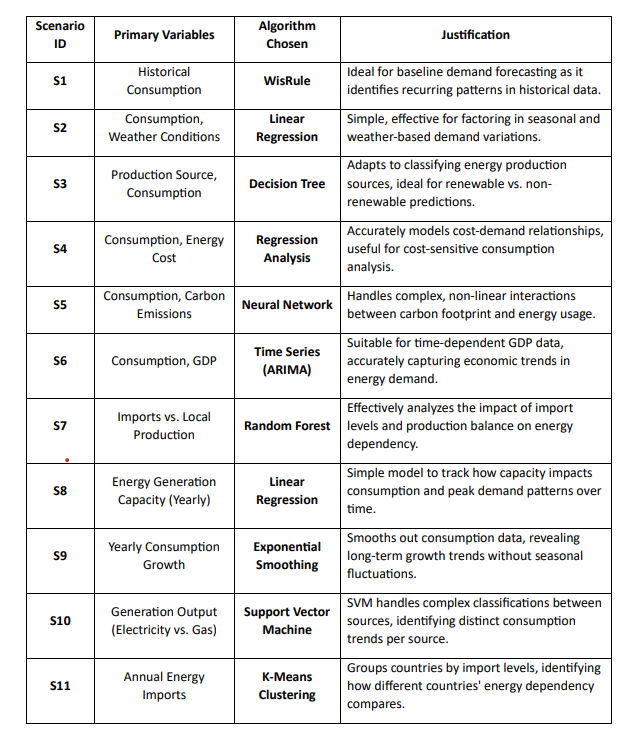 Scenario ID | Primary Variables | Algorithm Chosen | Justification
S1 | Historical Consumption | WisRule | Ideal for baseline demand forecasting as it identifies recurring patterns in historical data.
S2 | Consumption, Weather Conditions | Linear Regression | Simple, effective for factoring in seasonal and weather-based demand variations.
S3 | Production Source, Consumption | Decision Tree | Adapts to classifying energy production sources, ideal for renewable vs. non-renewable predictions.
S4 | Consumption, Energy Cost | Regression Analysis | Accurately models cost-demand relationships, useful for cost-sensitive consumption analysis.
S5 | Consumption, Carbon Emissions | Neural Network | Handles complex, non-linear interactions between carbon footprint and energy usage.
S6 | Consumption, GDP | Time Series (ARIMA) | Suitable for time-dependent GDP data, accurately capturing economic trends in energy demand.
S7 | Imports vs. Local Production | Random Forest | Effectively analyzes the impact of import levels and production balance on energy dependency.
S8 | Energy Generation Capacity (Yearly) | Linear Regression | Simple model to track how capacity impacts consumption and peak demand patterns over time.
S9 | Yearly Consumption Growth | Exponential Smoothing | Smooths out consumption data, revealing long-term growth trends without seasonal fluctuations.
S10 | Generation Output (Electricity vs. Gas) | Support Vector Machine | SVM handles complex classifications between sources, identifying distinct consumption trends per source.
S11 | Annual Energy Imports | K-Means Clustering | Groups countries by import levels, identifying how different countries' energy dependency compares.